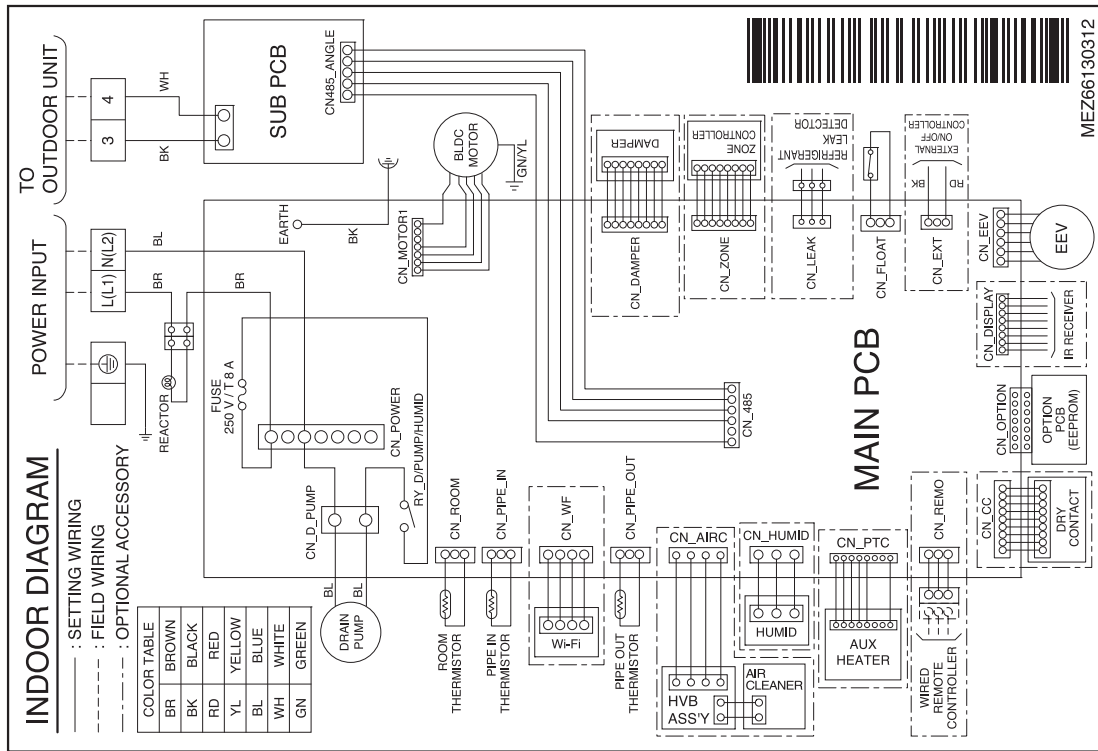 INDOOR DIAGRAM
: SETTING WIRING
: FIELD WIRING
: OPTIONAL ACCESSORY
COLOR TABLE
BR BROWN
BK BLACK
RD RED
YL YELLOW
BL BLUE
WH WHITE
GN GREEN
POWER INPUT
TO
OUTDOOR UNIT
L(L1) N(L2)
3 4
REACTOR
BR
BL
BK
WH
BR
SUB PCB
CN485_ANGLE
FUSE
250 V / T 8 A
EARTH
BK
BLDC
MOTOR
GN/YL
CN_MOTOR1
CN_POWER
CN_D_PUMP
RY_D/PUMP/HUMID
BL
BL
DRAIN
PUMP
CN_ROOM
ROOM
THERMISTOR
CN_PIPE_IN
PIPE IN
THERMISTOR
CN_WF
Wi-Fi
CN_PIPE_OUT
PIPE OUT
THERMISTOR
CN_AIRC
HVB
ASS'Y
AIR
CLEANER
CN_HUMID
HUMID
CN_PTC
AUX
HEATER
CN_REMO
WIRED
REMOTE
CONTROLLER
CN_CC
DRY
CONTACT
CN_OPTION
OPTION
PCB
(EEPROM)
CN_DISPLAY
IR RECEIVER
CN_485
MAIN PCB
CN_DAMPER
DAMPER
CN_ZONE
ZONE
CONTROLLER
CN_LEAK
REFRIGERANT
LEAK
DETECTOR
CN_FLOAT
CN_EXT
BK
RD
EXTERNAL
ON/OFF
CONTROLLER
CN_EEV
EEV
MEZ66130312